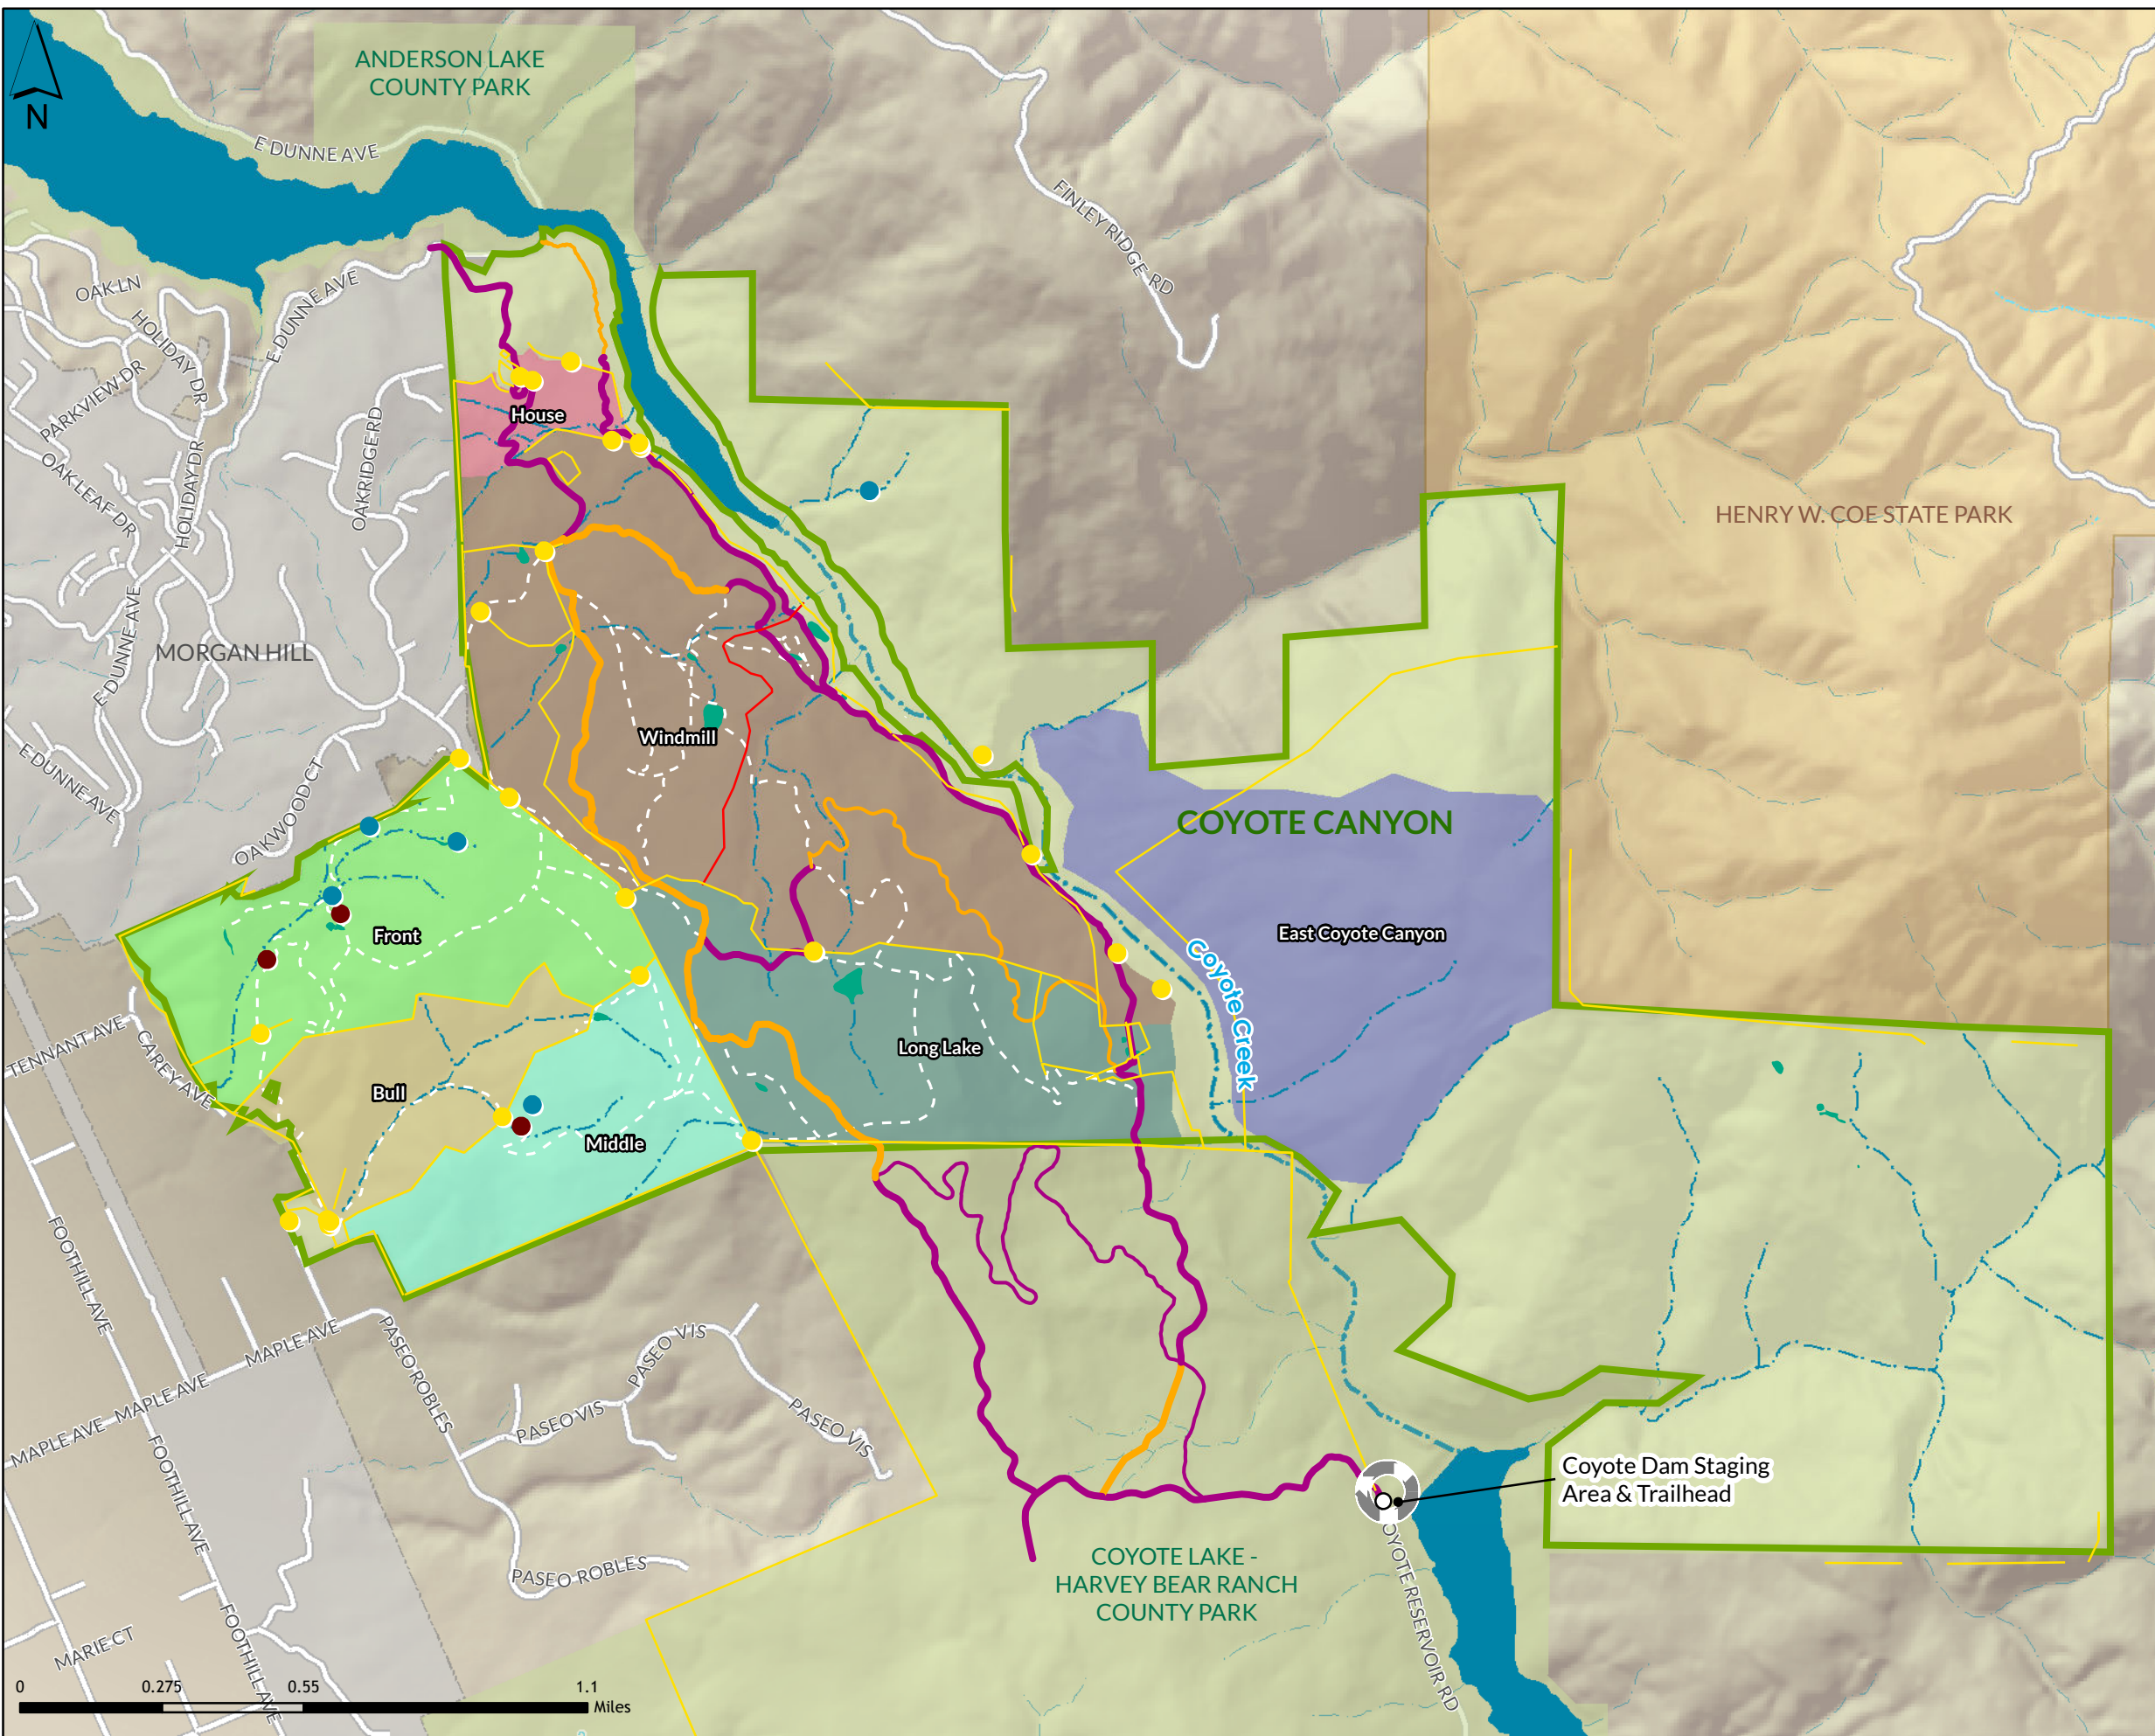 ANDERSON LAKE
COUNTY PARK
N
E DUNNE AVE
FINLEY RIDGE RD
OAK LN
HOLIDAY DR
E DUNNE AVE
PARKVIEW DR
House
OAKRIDGE RD
OAK LEAF DR
HOLIDAY DR
HENRY W. COE STATE PARK
E DUNNE AVE
MORGAN HILL
Windmill
E DUNNE AVE
OAKWOOD CT
COYOTE CANYON
Front
East Coyote Canyon
Coyote Creek
TENNANT AVE
CAREY AVE
Long Lake
Bull
Middle
FOOTHILL AVE
MAPLE AVE
PASEO ROBLES
PASEO VIS
MAPLE AVE
MAPLE AVE
PASEO VIS
PASEO VIS
FOOTHILL AVE
Coyote Dam Staging
Area & Trailhead
PASEO ROBLES
COYOTE LAKE -
HARVEY BEAR RANCH
COUNTY PARK
OYOTE RESERVOIR RD
MARIE CT
FOOTHILL AVE
0 0.275 0.55 1.1
Miles